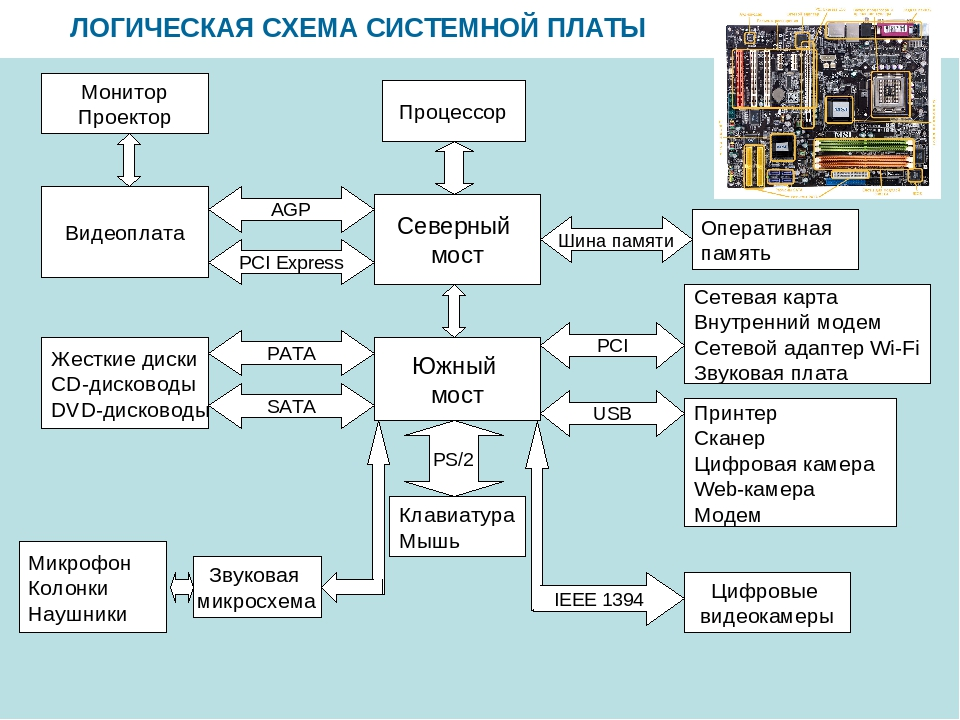 ЛОГИЧЕСКАЯ СХЕМА СИСТЕМНОЙ ПЛАТЫ
Монитор
Проектор
Процессор
Видеоплата
AGP
PCI Express
Северный
мост
Шина памяти
Оперативная
память
Сетевая карта
Внутренний модем
Сетевой адаптер Wi-Fi
Звуковая плата
Жесткие диски
CD-дисководы
DVD-дисководы
PATA
SATA
Южный
мост
PCI
USB
Принтер
Сканер
Цифровая камера
Web-камера
Модем
PS/2
Клавиатура
Мышь
Микрофон
Колонки
Наушники
Звуковая
микросхема
IEEE 1394
Цифровые
видеокамеры
MSI